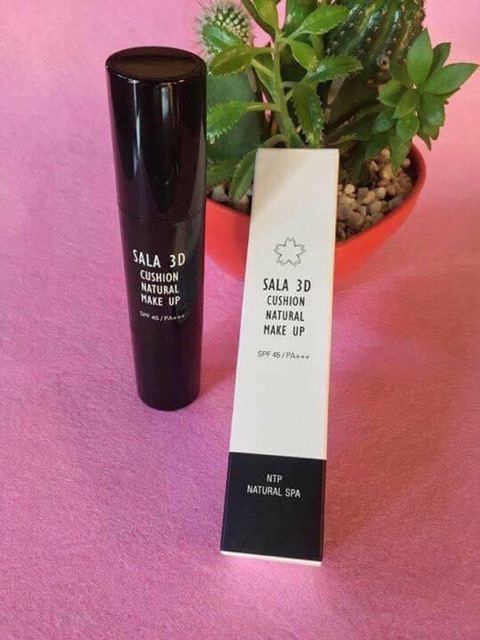 SALA 3D
CUSHION
NATURAL
MAKE UP
SPF 45 / PA+++
SALA 3D
CUSHION
NATURAL
MAKE UP
SPF 45 / PA+++
NTP
NATURAL SPA